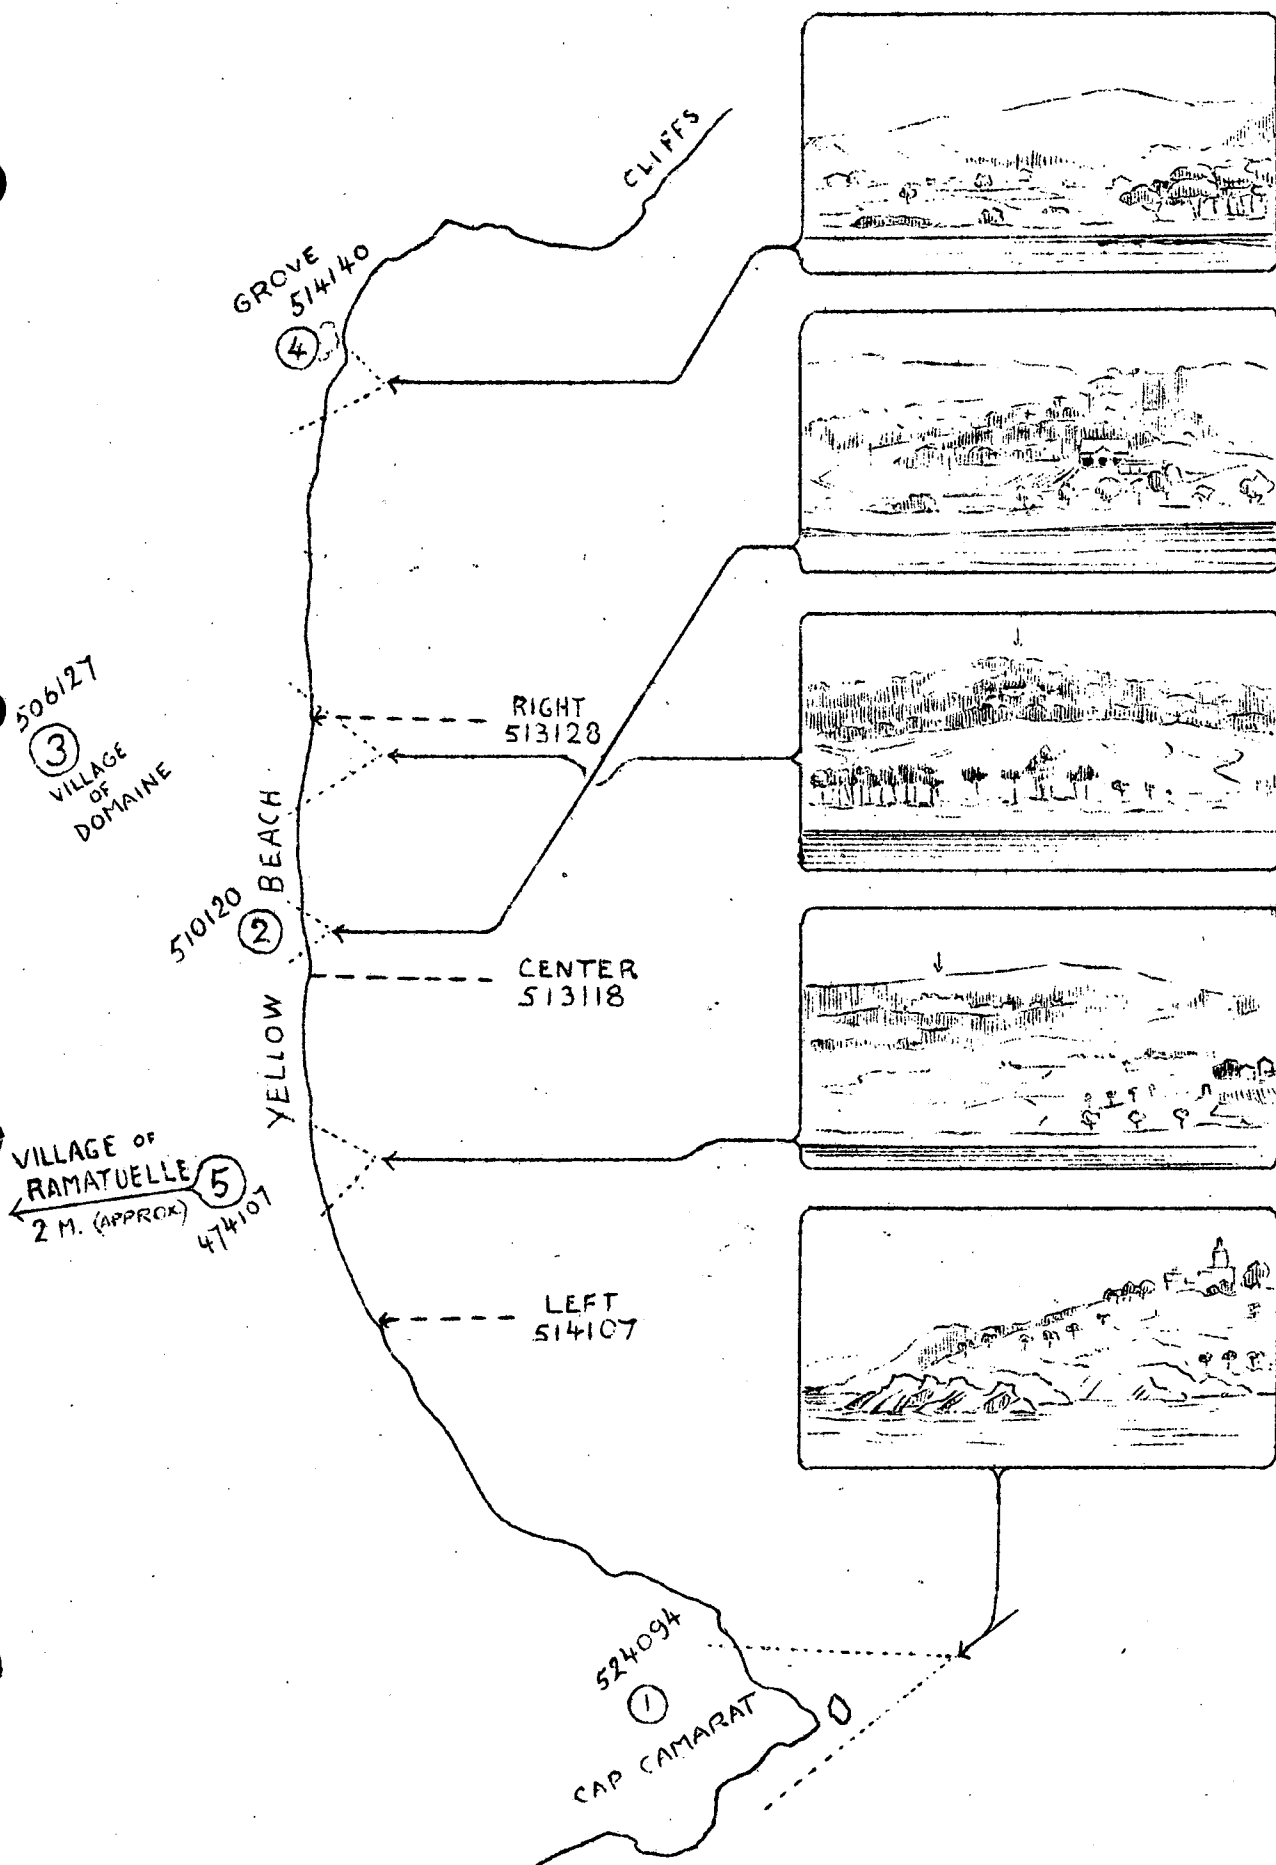 CLIFFS
GROVE
514140
4
506127
3
VILLAGE
OF
DOMAINE
RIGHT
513128
YELLOW BEACH
510120
2
CENTER
513118
VILLAGE OF
RAMATUELLE
5
2 M. (APPROX)
474107
LEFT
514107
524094
1
CAP CAMARAT